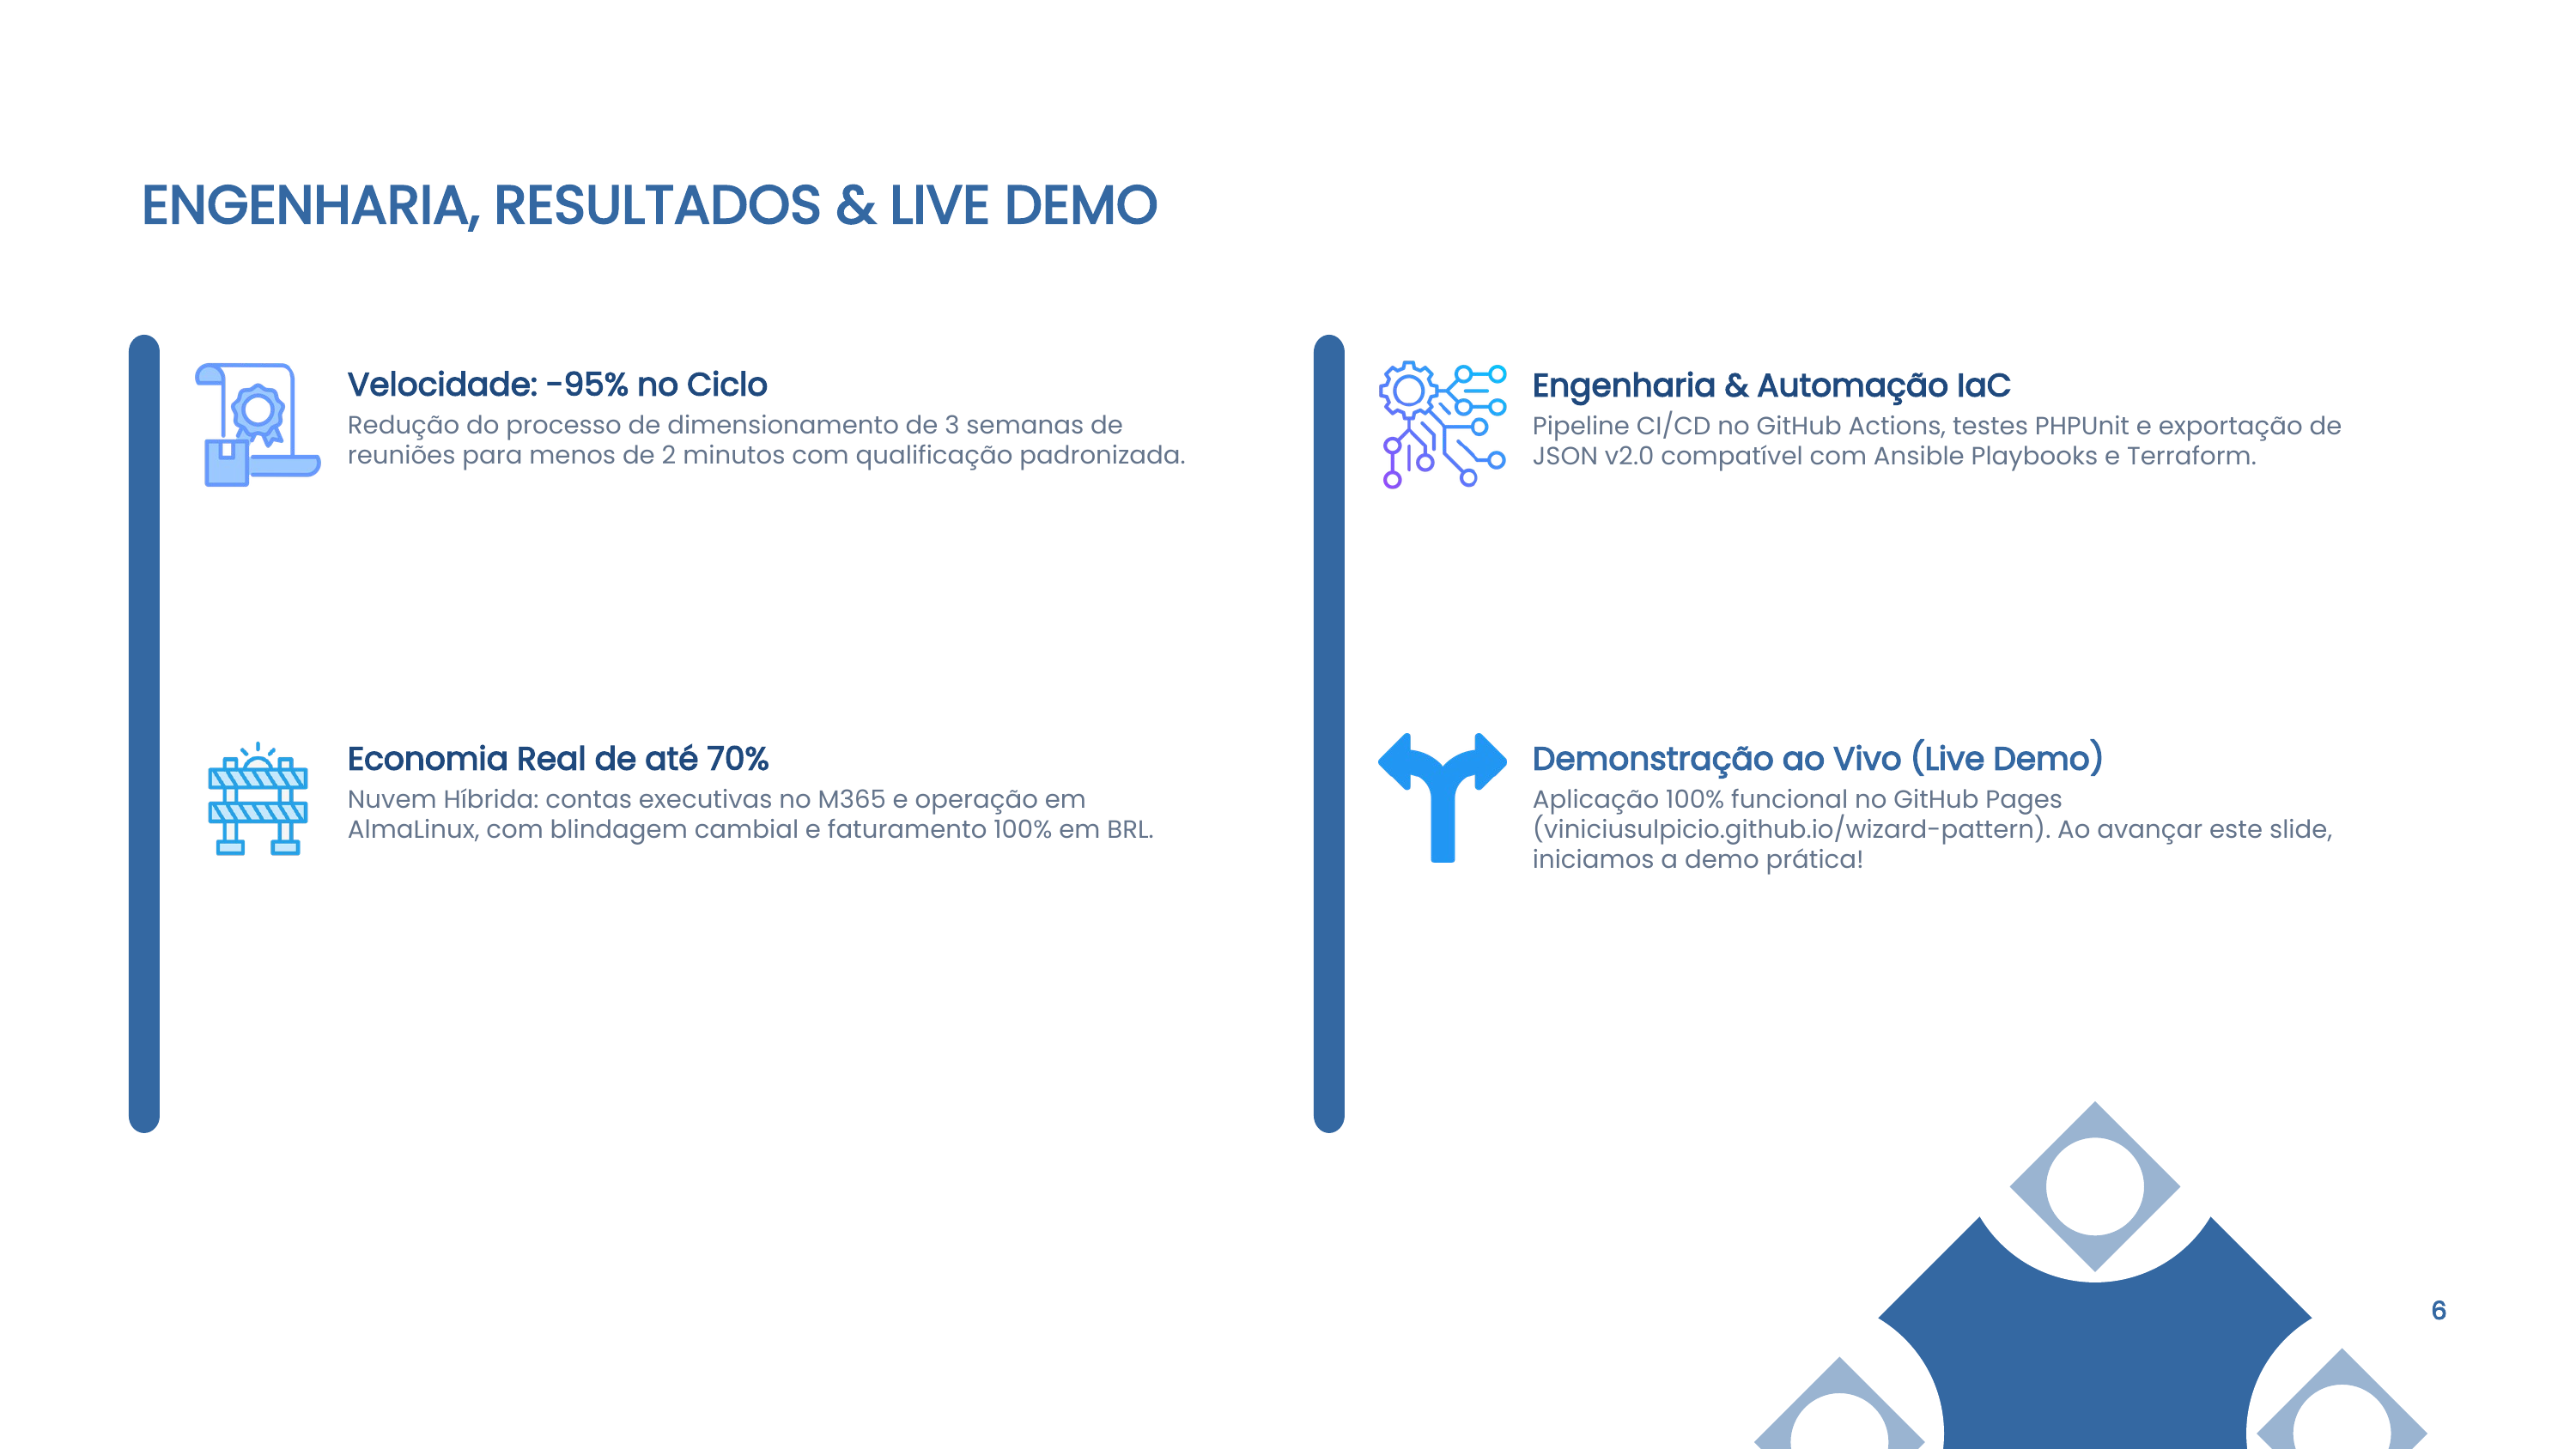 ENGENHARIA, RESULTADOS & LIVE DEMO
Velocidade: -95% no Ciclo
Redução do processo de dimensionamento de 3 semanas de
reuniões para menos de 2 minutos com qualificação padronizada.
Economia Real de até 70%
Nuvem Híbrida: contas executivas no M365 e operação em
AlmaLinux, com blindagem cambial e faturamento 100% em BRL.
Engenharia & Automação IaC
Pipeline CI/CD no GitHub Actions, testes PHPUnit e exportação de
JSON v2.0 compatível com Ansible Playbooks e Terraform.
Demonstração ao Vivo (Live Demo)
Aplicação 100% funcional no GitHub Pages
(viniciusulpicio.github.io/wizard-pattern). Ao avançar este slide,
iniciamos a demo prática!
6